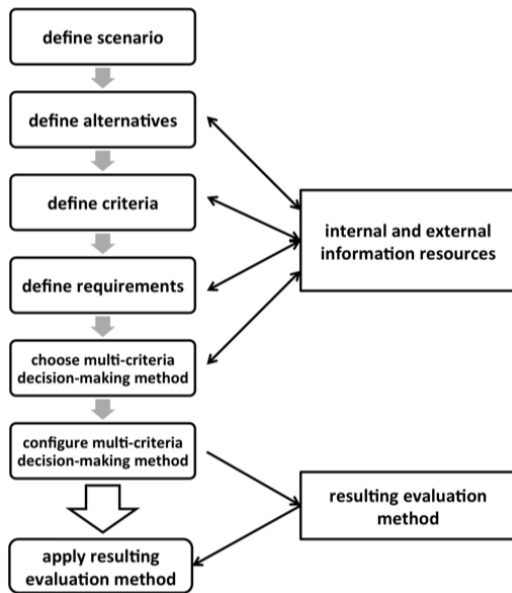 define scenario
define alternatives
define criteria
internal and external
information resources
define requirements
choose multi-criteria
decision-making method
configure multi-criteria
decision-making method
resulting evaluation
method
apply resulting
evaluation method